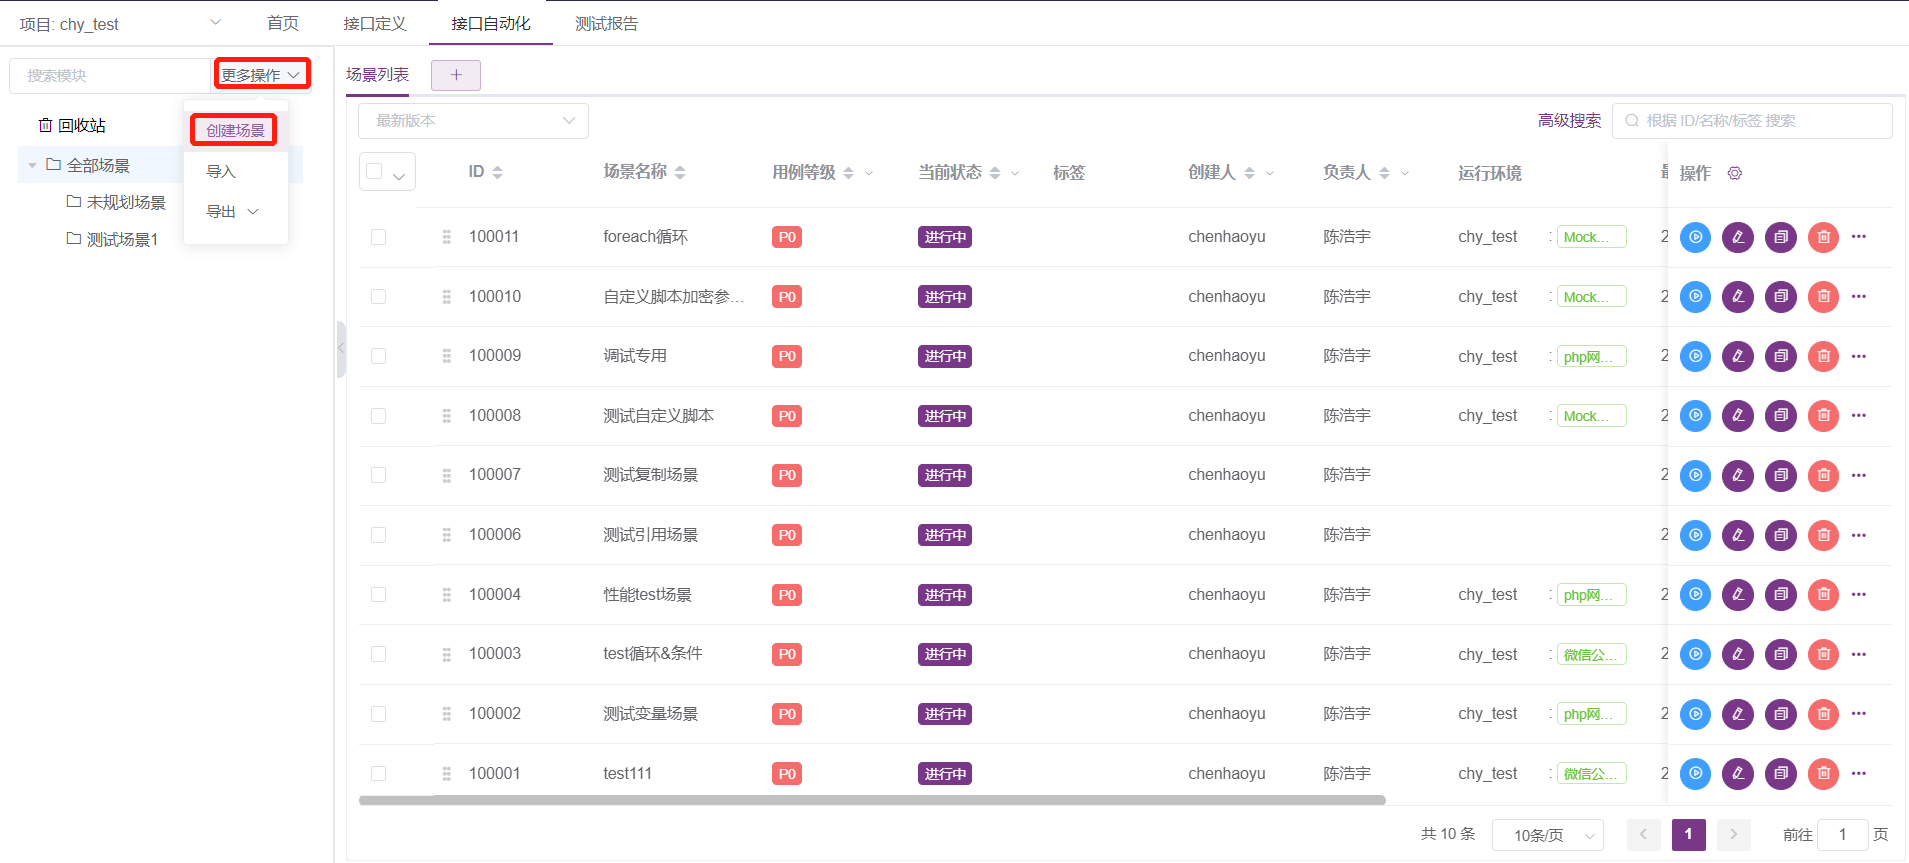 项目: chy_test 首页 接口定义 接口自动化 测试报告
搜索模块 更多操作
回收站
全部场景
未规划场景
测试场景1
创建场景
导入
导出
场景列表 +
最新版本 高级搜索 根据 ID/名称/标签 搜索
ID 场景名称 用例等级 当前状态 标签 创建人 负责人 运行环境 操作
100011 foreach循环 P0 进行中 chenhaoyu 陈浩宇 chy_test : Mock... 2
100010 自定义脚本加密参... P0 进行中 chenhaoyu 陈浩宇 chy_test : Mock... 2
100009 调试专用 P0 进行中 chenhaoyu 陈浩宇 chy_test : php网... 2
100008 测试自定义脚本 P0 进行中 chenhaoyu 陈浩宇 chy_test : Mock... 2
100007 测试复制场景 P0 进行中 chenhaoyu 陈浩宇 2
100006 测试引用场景 P0 进行中 chenhaoyu 陈浩宇 2
100004 性能test场景 P0 进行中 chenhaoyu 陈浩宇 chy_test : php网... 2
100003 test循环&条件 P0 进行中 chenhaoyu 陈浩宇 chy_test : 微信公... 2
100002 测试变量场景 P0 进行中 chenhaoyu 陈浩宇 chy_test : php网... 2
100001 test111 P0 进行中 chenhaoyu 陈浩宇 chy_test : 微信公... 2
共 10 条 10条/页 1 前往 1 页